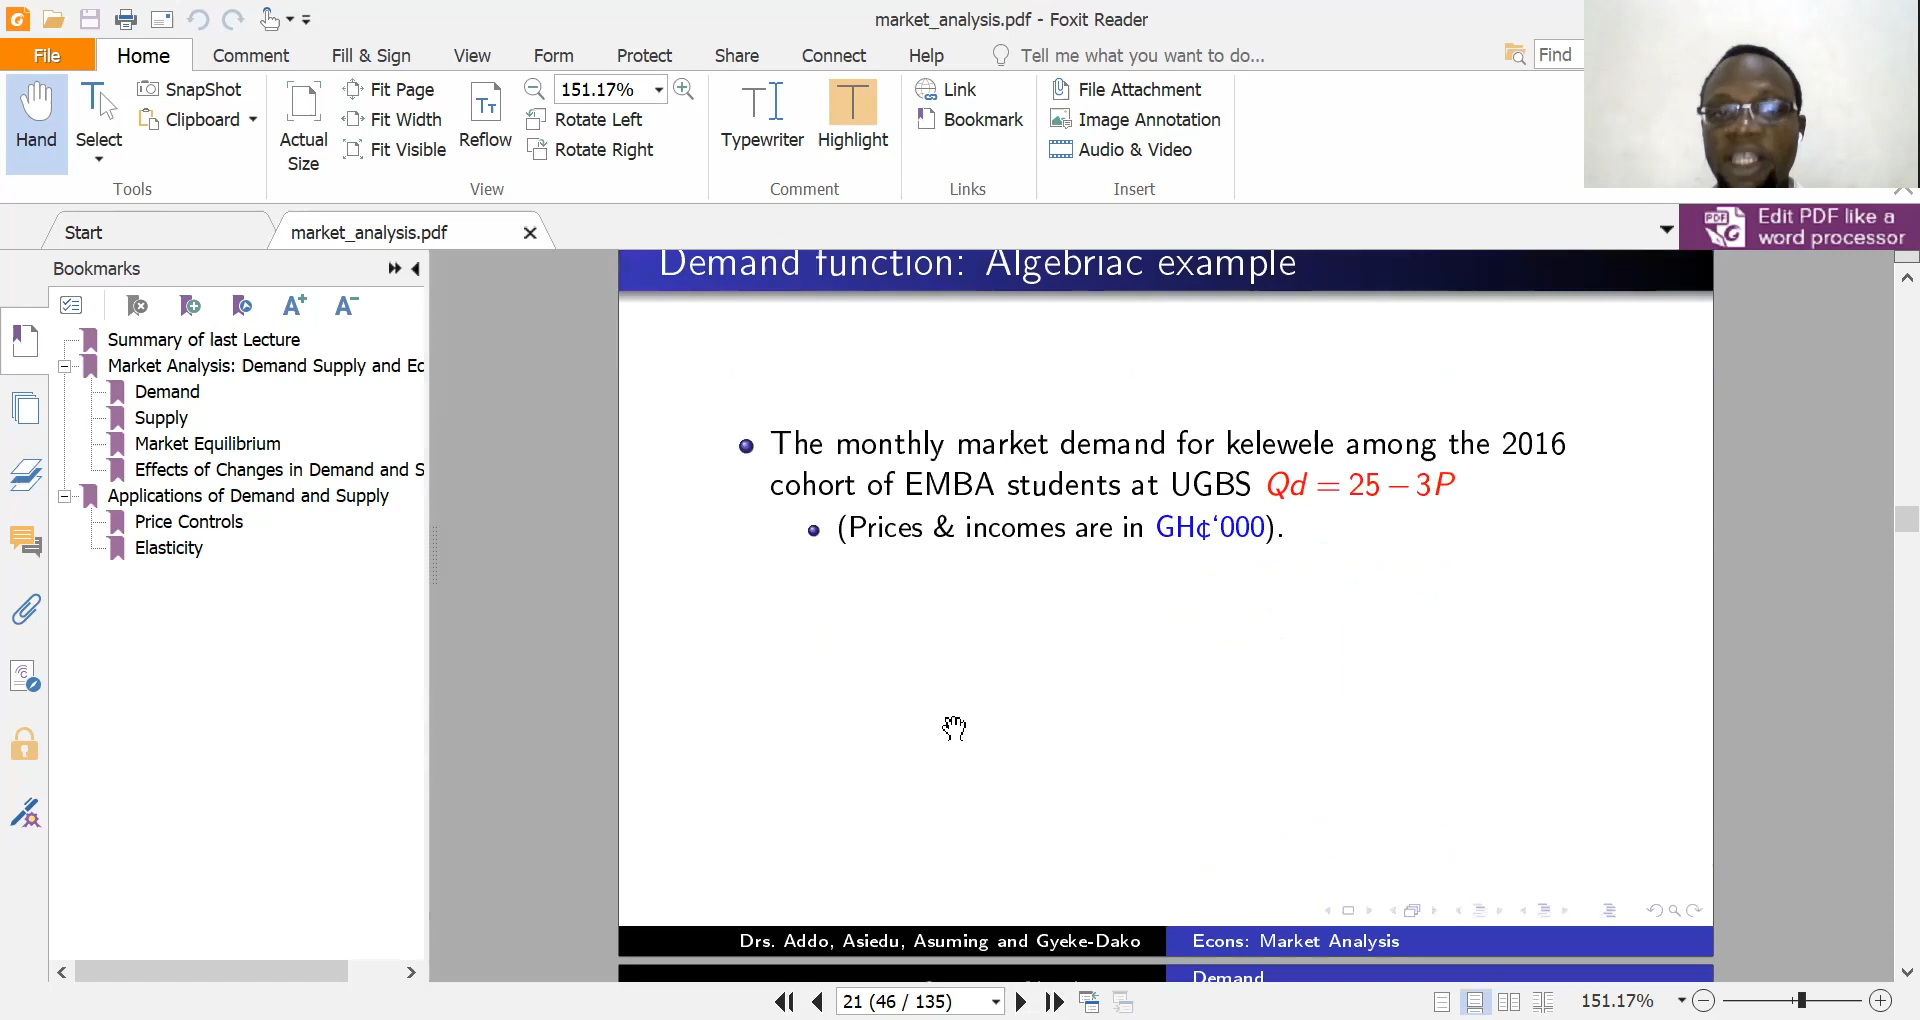 market_analysis.pdf - Foxit Reader
File
Home
Comment
Fill & Sign
View
Form
Protect
Share
Connect
Help
Tell me what you want to do...
Find
Hand
Select
SnapShot
Clipboard
Actual
Size
Fit Page
Fit Width
Fit Visible
Reflow
151.17%
Rotate Left
Rotate Right
Typewriter
Highlight
Link
Bookmark
File Attachment
Image Annotation
Audio & Video
Tools
View
Comment
Links
Insert
Start
market_analysis.pdf
Edit PDF like a
word processor
Bookmarks
Summary of last Lecture
Market Analysis: Demand Supply and Ec
Demand
Supply
Market Equilibrium
Effects of Changes in Demand and S
Applications of Demand and Supply
Price Controls
Elasticity
Demand function: Algebriac example
The monthly market demand for kelewele among the 2016
cohort of EMBA students at UGBS Qd = 25 − 3P
(Prices & incomes are in GH¢‘000).
Drs. Addo, Asiedu, Asuming and Gyeke-Dako
Econs: Market Analysis
Demand
21 (46 / 135)
151.17%